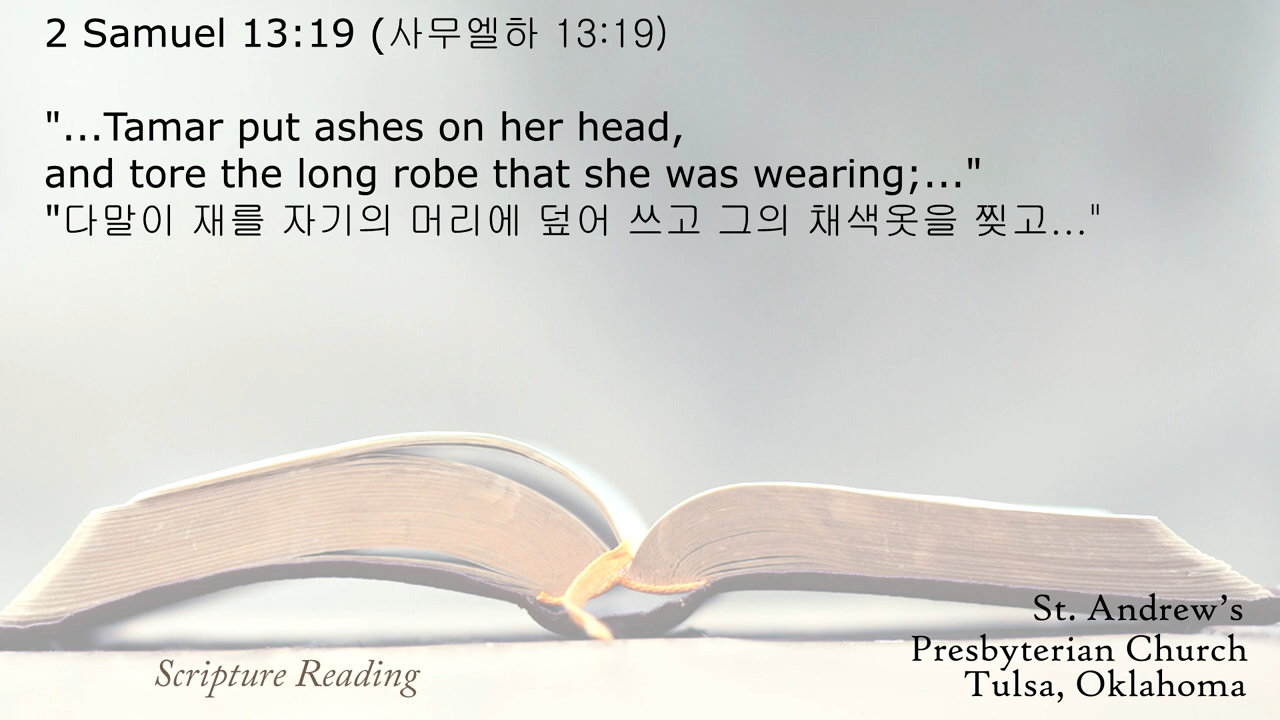 2 Samuel 13:19 (사무엘하 13:19)
"...Tamar put ashes on her head,
and tore the long robe that she was wearing;..."
"다말이 재를 자기의 머리에 덮어 쓰고 그의 채색옷을 찢고..."
Scripture Reading
St. Andrew’s
Presbyterian Church
Tulsa, Oklahoma